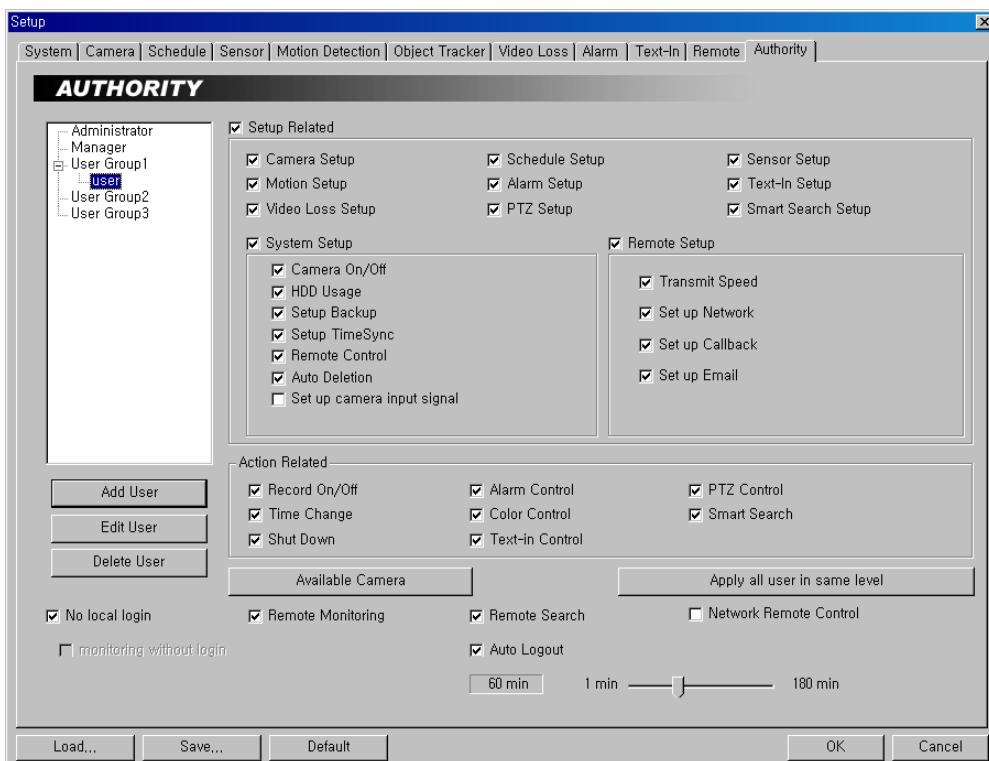 Setup
System Camera Schedule Sensor Motion Detection Object Tracker Video Loss Alarm Text-In Remote Authority
AUTHORITY
Administrator
Manager
User Group1
user
User Group2
User Group3
Setup Related
Camera Setup Schedule Setup Sensor Setup
Motion Setup Alarm Setup Text-In Setup
Video Loss Setup PTZ Setup Smart Search Setup
System Setup
Camera On/Off
HDD Usage
Setup Backup
Setup TimeSync
Remote Control
Auto Deletion
Set up camera input signal
Remote Setup
Transmit Speed
Set up Network
Set up Callback
Set up Email
Add User
Edit User
Delete User
Action Related
Record On/Off Alarm Control PTZ Control
Time Change Color Control Smart Search
Shut Down Text-in Control
Available Camera Apply all user in same level
No local login Remote Monitoring Remote Search Network Remote Control
monitoring without login Auto Logout
60 min 1 min 180 min
Load,,, Save,,, Default OK Cancel